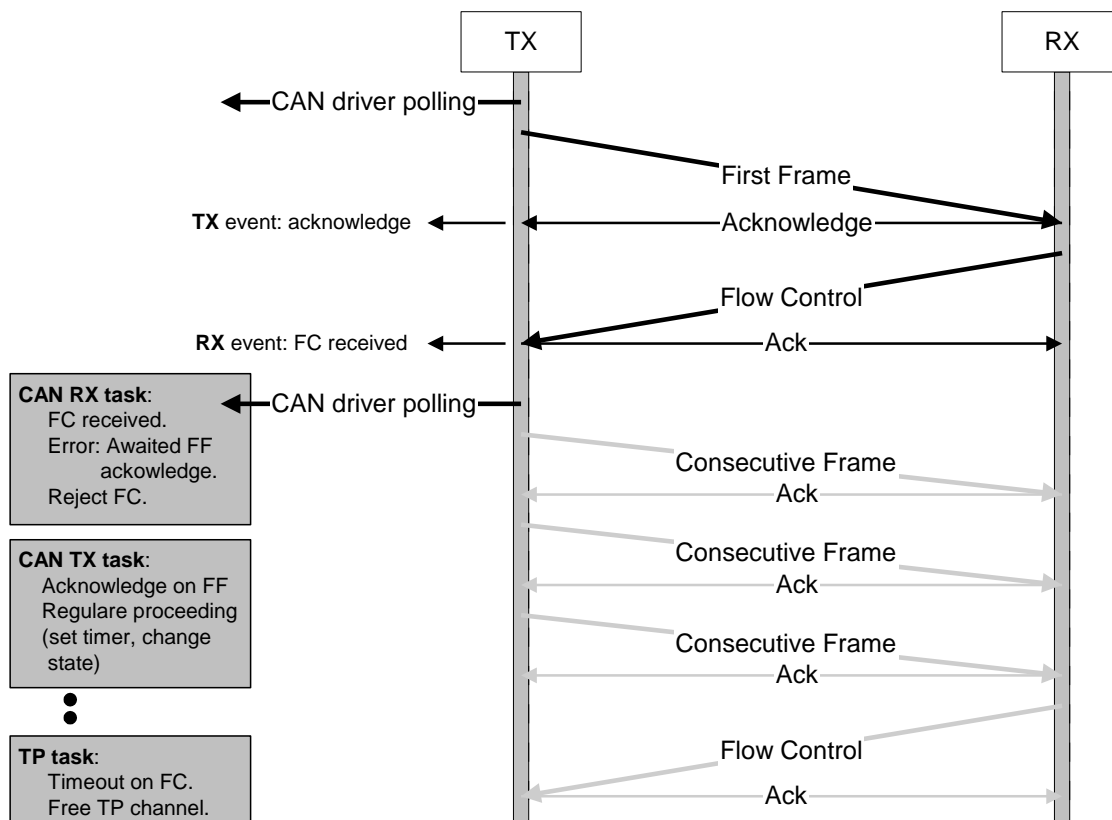 TX
RX
CAN driver polling
First Frame
TX event: acknowledge
Acknowledge
Flow Control
RX event: FC received
Ack
CAN RX task:
FC received.
Error: Awaited FF
ackowledge.
Reject FC.
CAN driver polling
Consecutive Frame
Ack
CAN TX task:
Acknowledge on FF
Regulare proceeding
(set timer, change
state)
Consecutive Frame
Ack
Consecutive Frame
Ack
TP task:
Timeout on FC.
Free TP channel.
Flow Control
Ack